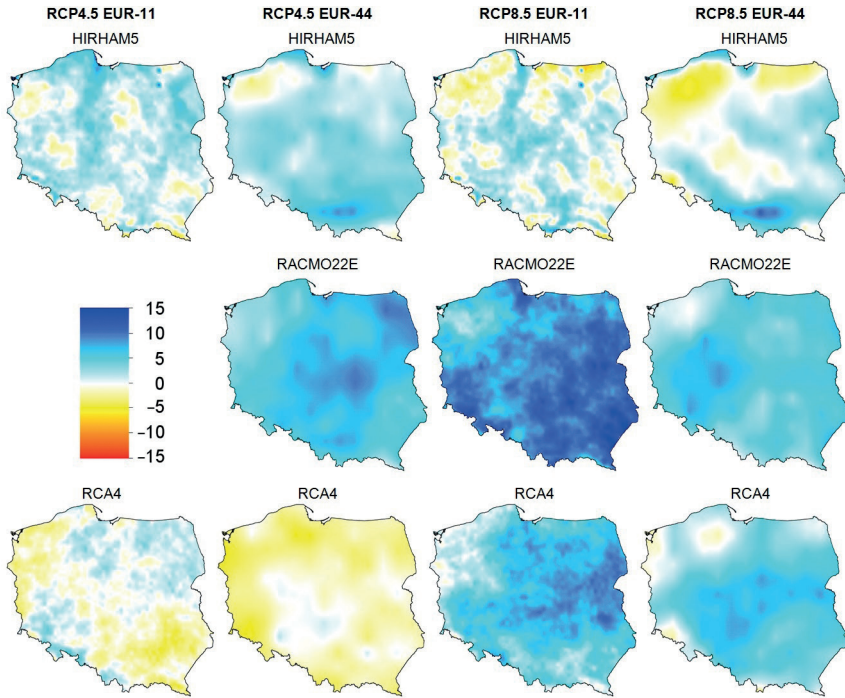 RCP4.5 EUR-11 RCP4.5 EUR-44 RCP8.5 EUR-11 RCP8.5 EUR-44
HIRHAM5 HIRHAM5 HIRHAM5 HIRHAM5
RACMO22E RACMO22E RACMO22E
15
10
5
0
−5
−10
−15
RCA4 RCA4 RCA4 RCA4